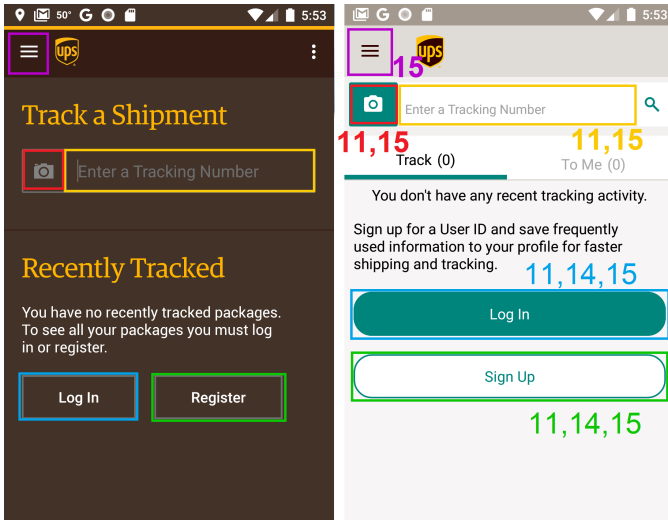 50° G 5:53
ups
Track a Shipment
Enter a Tracking Number
Recently Tracked
You have no recently tracked packages.
To see all your packages you must log
in or register.
Log In
Register
G 5:53
ups
15
Enter a Tracking Number
11,15
11,15
Track (0)
To Me (0)
You don't have any recent tracking activity.
Sign up for a User ID and save frequently
used information to your profile for faster
shipping and tracking.
11,14,15
Log In
Sign Up
11,14,15